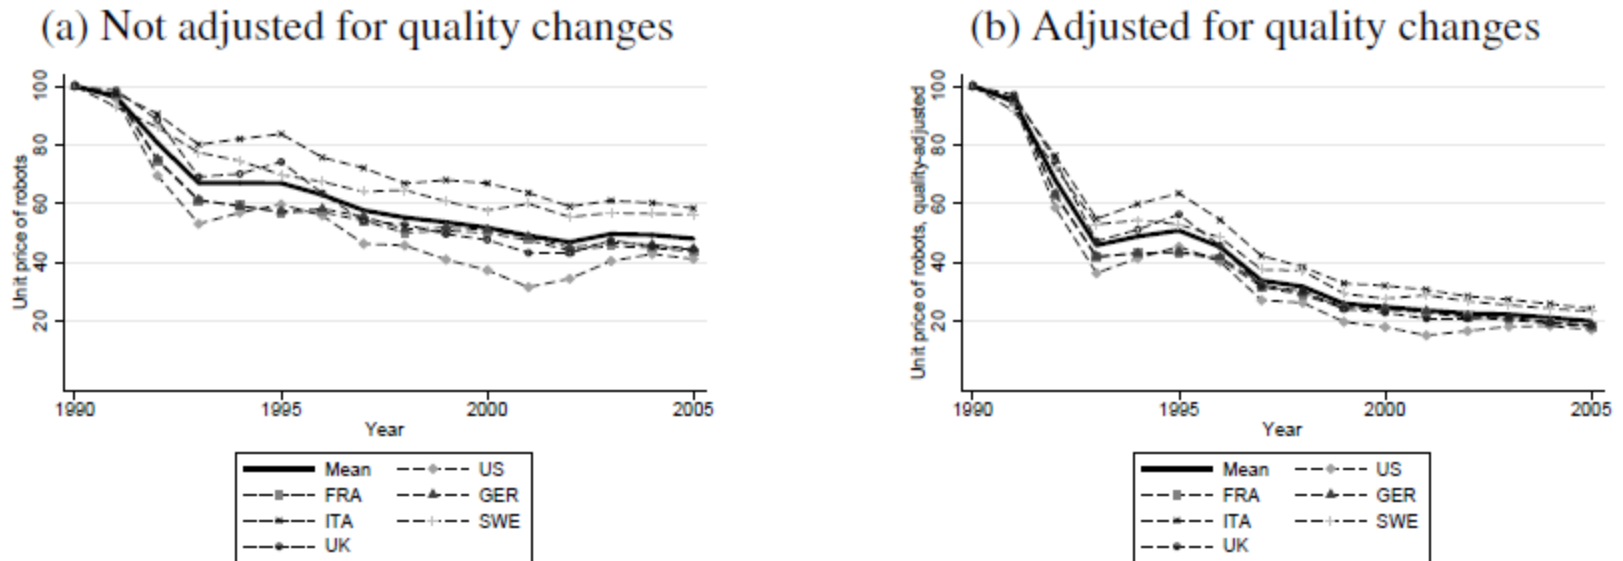 (a) Not adjusted for quality changes
Unit price of robots
100
80
60
40
20
1990 1995 2000 2005
Year
Mean US
FRA GER
ITA SWE
UK
(b) Adjusted for quality changes
Unit price of robots, quality-adjusted
100
80
60
40
20
1990 1995 2000 2005
Year
Mean US
FRA GER
ITA SWE
UK